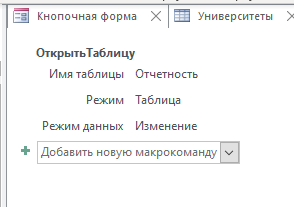 Кнопочная форма Университеты
ОткрытьТаблицу
Имя таблицы Отчетность
Режим Таблица
Режим данных Изменение
Добавить новую макрокоманду